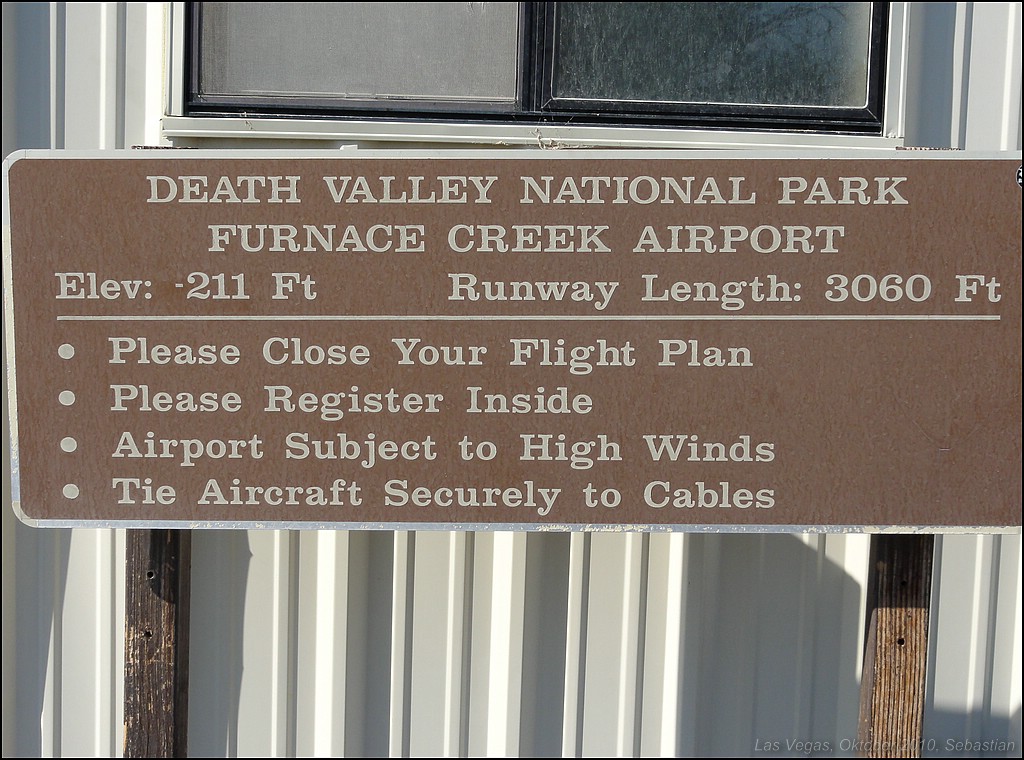 DEATH VALLEY NATIONAL PARK
FURNACE CREEK AIRPORT
Elev: -211 Ft Runway Length: 3060 Ft
• Please Close Your Flight Plan
• Please Register Inside
• Airport Subject to High Winds
• Tie Aircraft Securely to Cables
Las Vegas, Oktober 2010, Sebastian